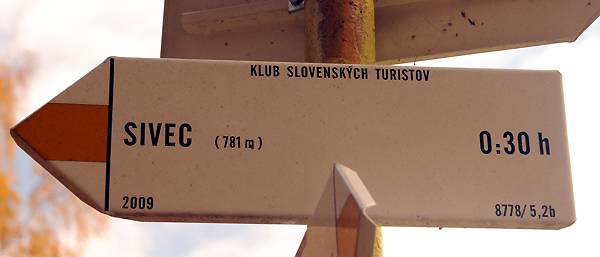 KLUB SLOVENSKÝCH TURISTOV
SIVEC (781 m) 0:30 h
2009 8778/5,2b